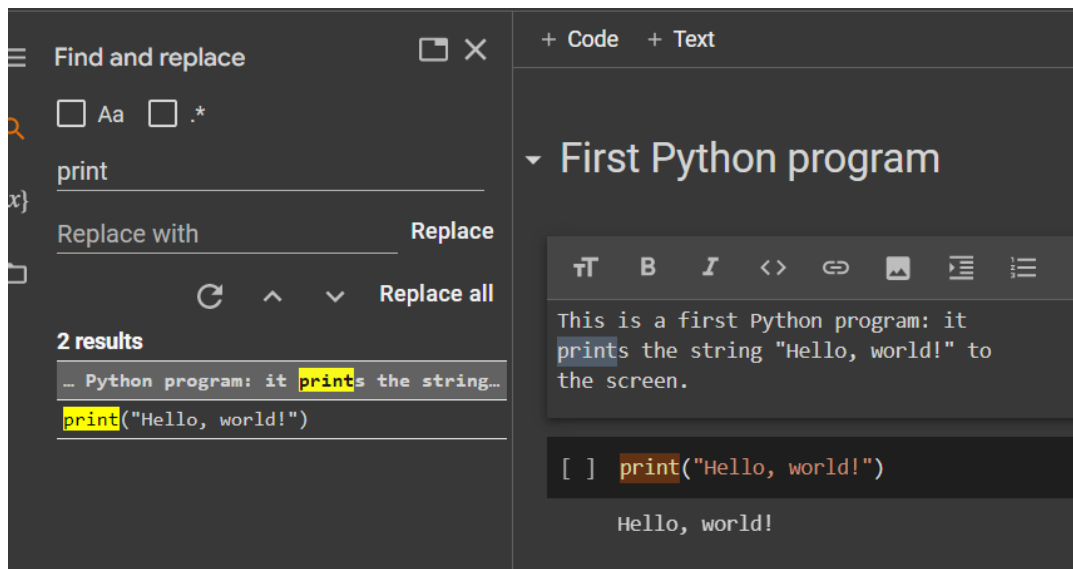 Find and replace
Aa .*
print
Replace with Replace
Replace all
2 results
… Python program: it prints the string…
print("Hello, world!")
{x}
+ Code + Text
First Python program
This is a first Python program: it
prints the string "Hello, world!" to
the screen.
[ ] print("Hello, world!")
Hello, world!